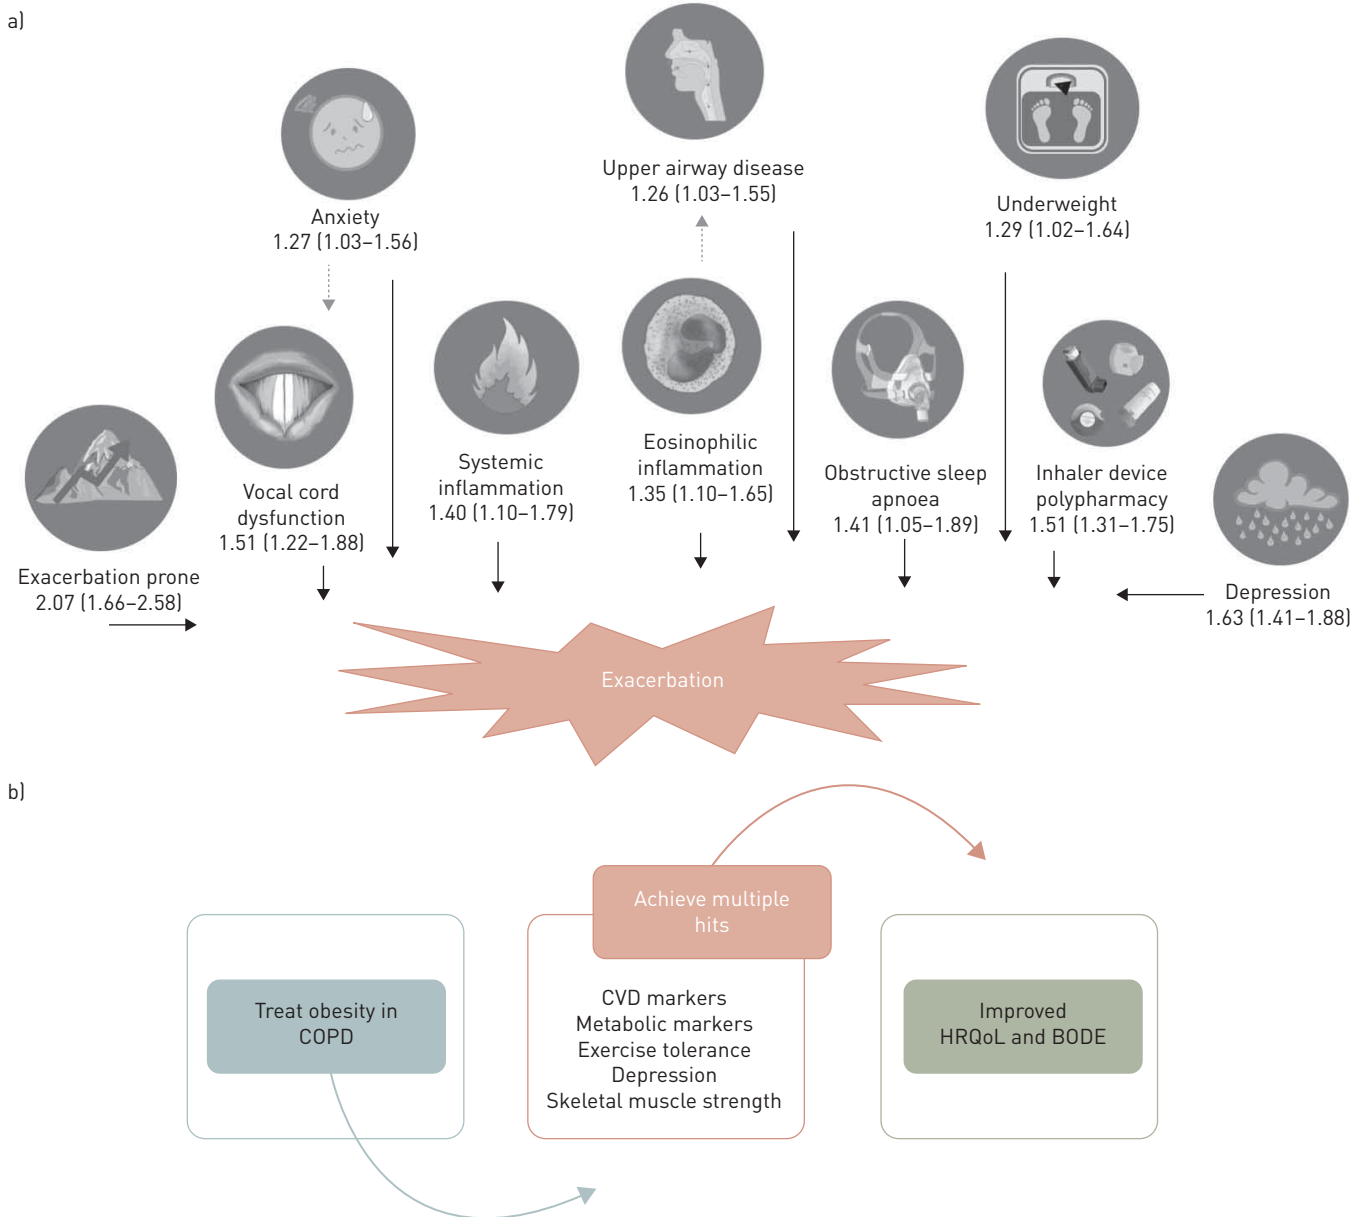 a)
Anxiety
1.27 (1.03–1.56)
Upper airway disease
1.26 (1.03–1.55)
Underweight
1.29 (1.02–1.64)
Exacerbation prone
2.07 (1.66–2.58)
Vocal cord
dysfunction
1.51 (1.22–1.88)
Systemic
inflammation
1.40 (1.10–1.79)
Eosinophilic
inflammation
1.35 (1.10–1.65)
Obstructive sleep
apnoea
1.41 (1.05–1.89)
Inhaler device
polypharmacy
1.51 (1.31–1.75)
Depression
1.63 (1.41–1.88)
Exacerbation
b)
Treat obesity in
COPD
Achieve multiple
hits
CVD markers
Metabolic markers
Exercise tolerance
Depression
Skeletal muscle strength
Improved
HRQoL and BODE